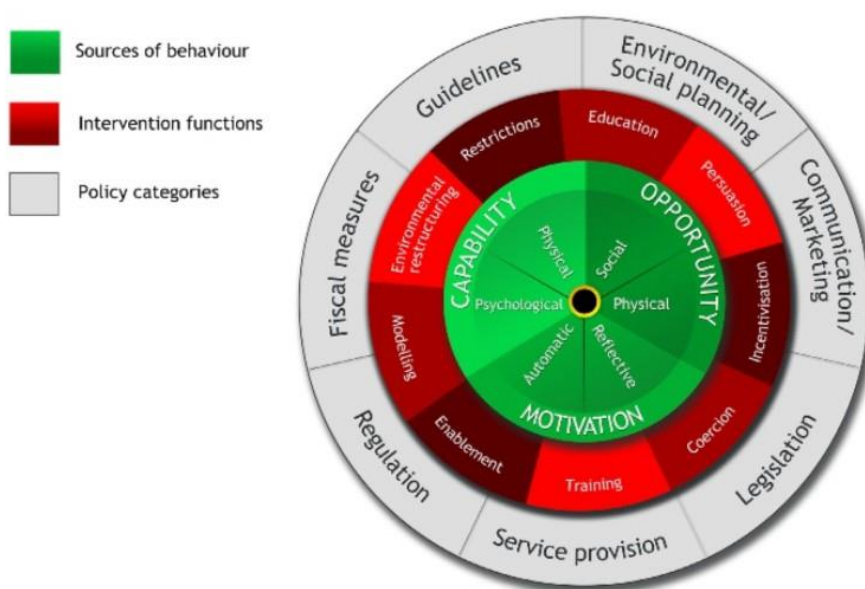 Sources of behaviour
Intervention functions
Policy categories
Guidelines
Environmental/
Social planning
Communication/
Marketing
Legislation
Service provision
Regulation
Fiscal measures
Restrictions
Education
Persuasion
Incentivisation
Coercion
Training
Enablement
Modelling
Environmental
restructuring
CAPABILITY
OPPORTUNITY
MOTIVATION
Physical
Social
Physical
Reflective
Automatic
Psychological